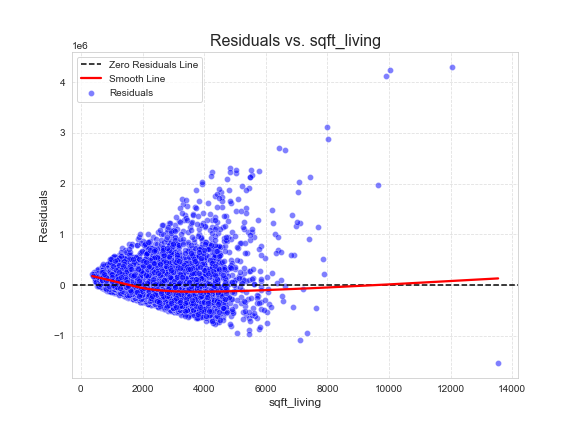 Residuals vs. sqft_living
1e6
Zero Residuals Line
Smooth Line
Residuals
4
3
2
1
0
−1
Residuals
0 2000 4000 6000 8000 10000 12000 14000
sqft_living